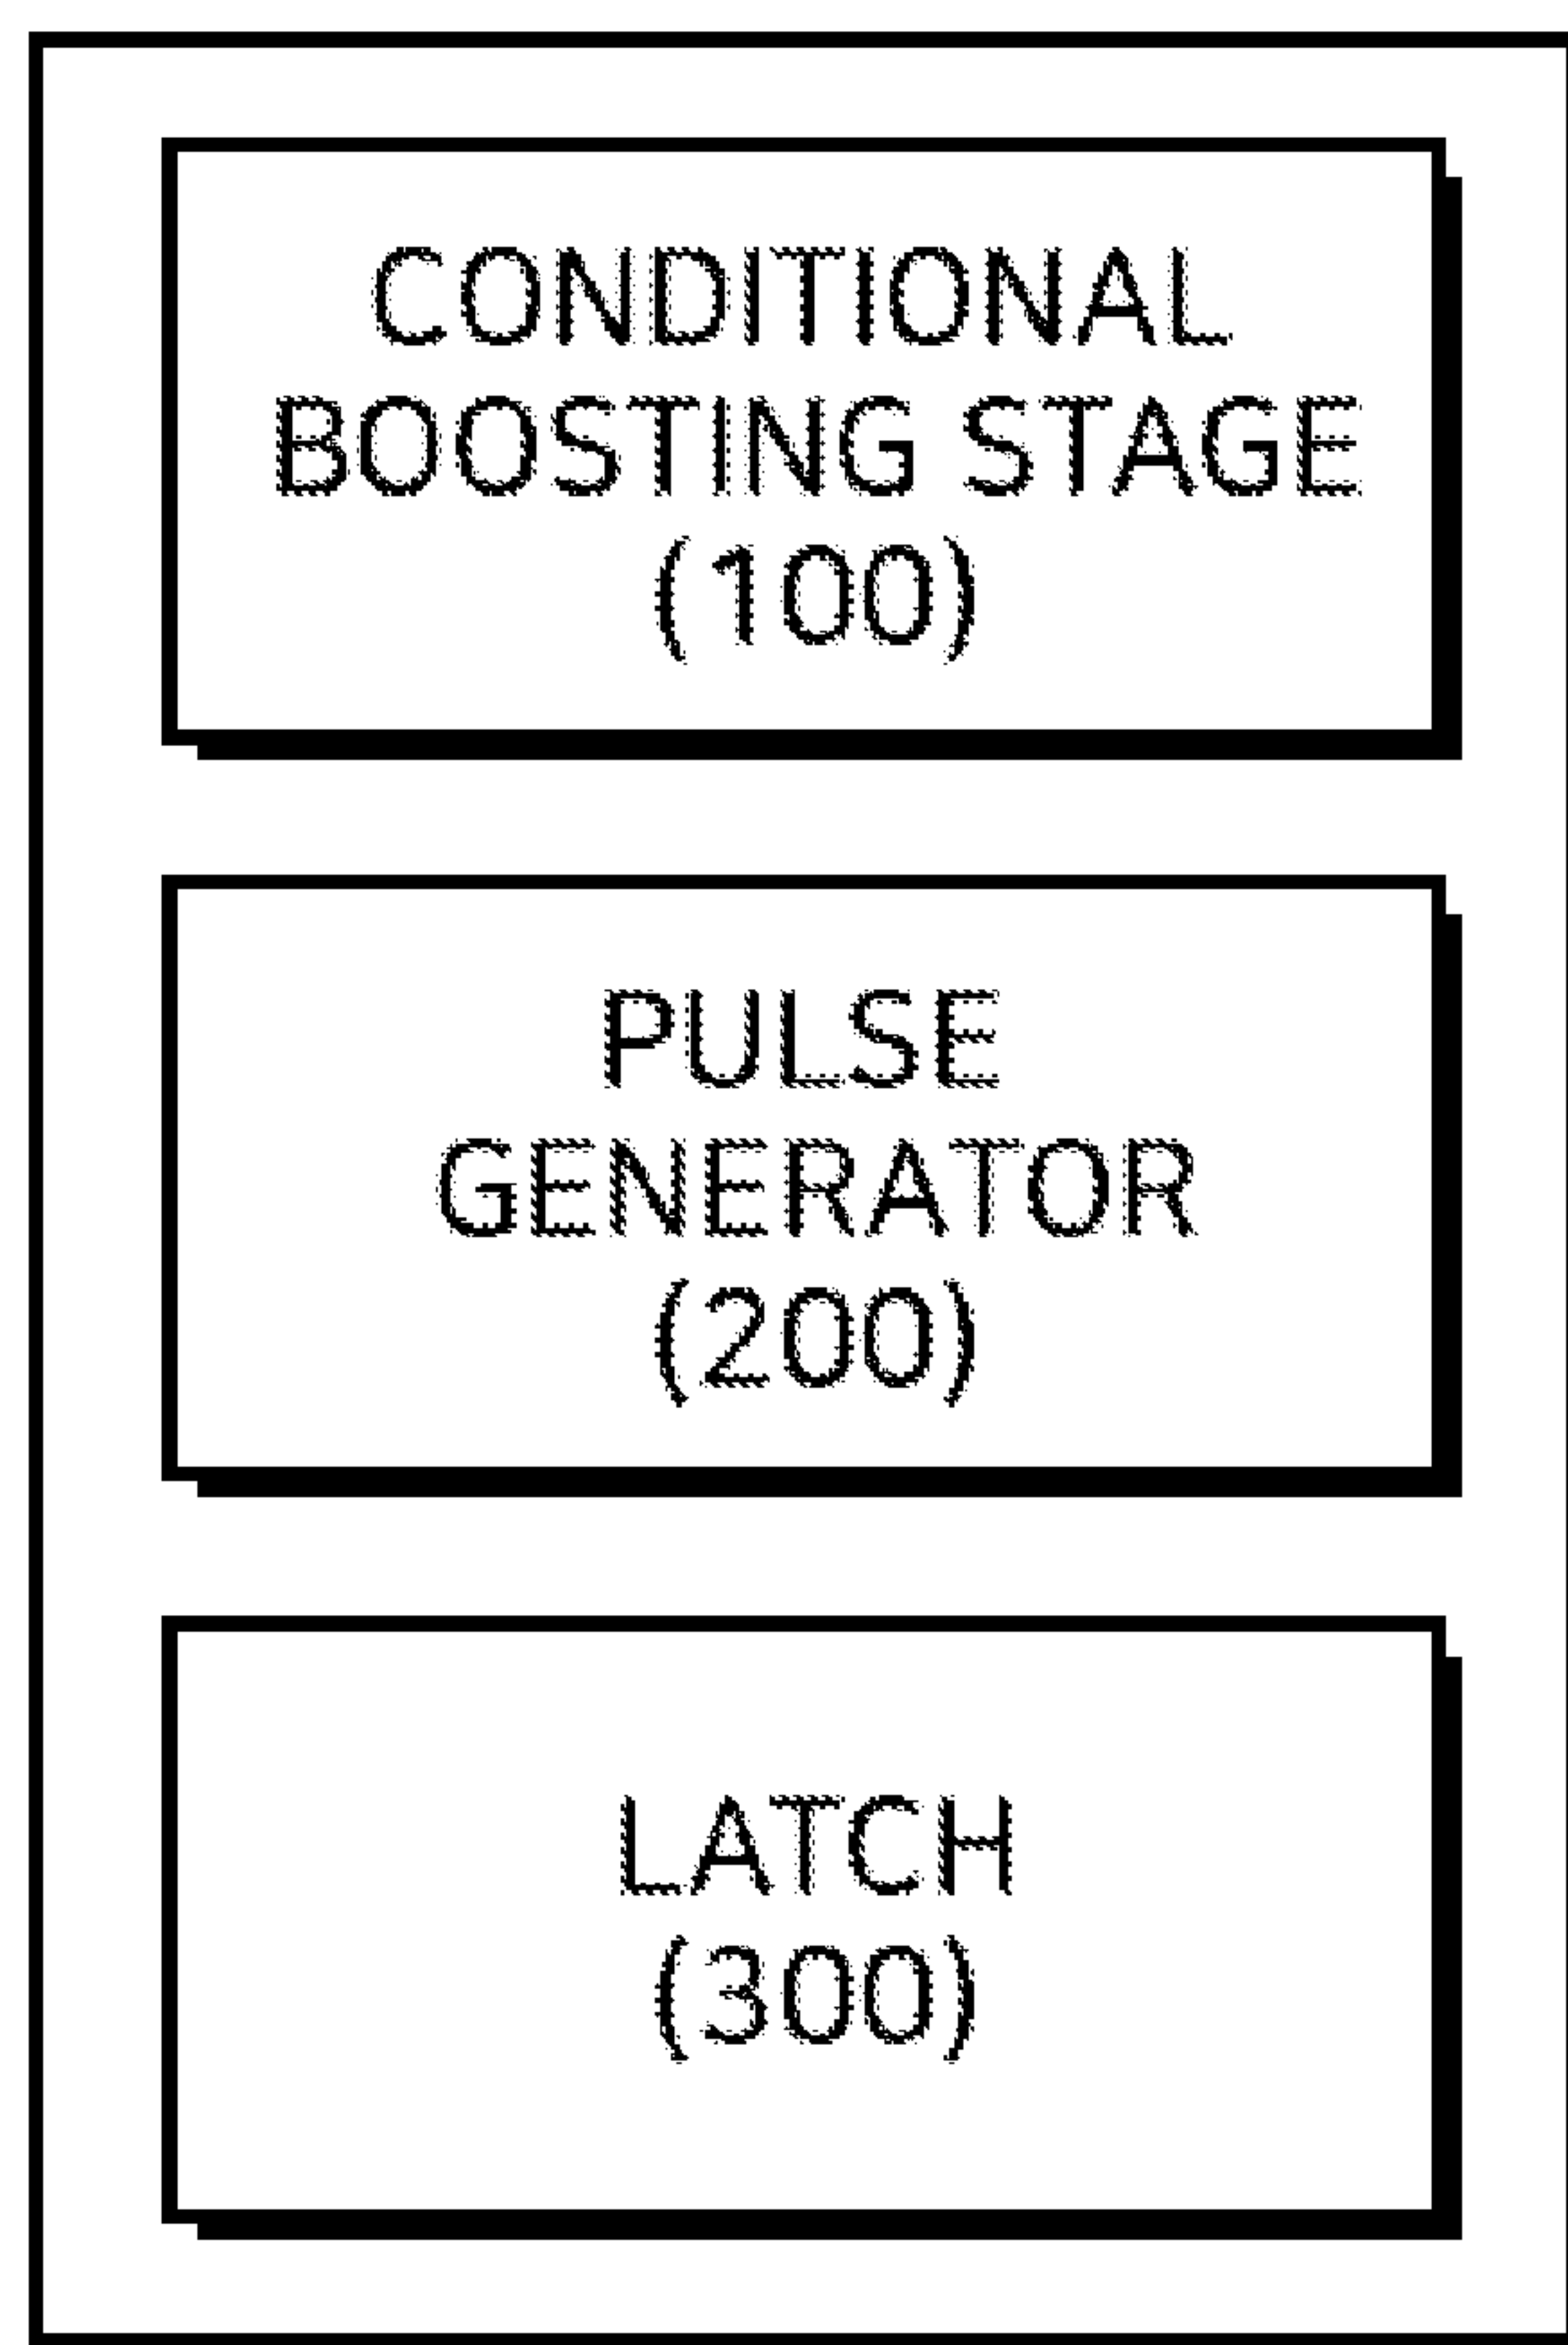 CONDITIONAL
BOOSTING STAGE
(100)
PULSE
GENERATOR
(200)
LATCH
(300)